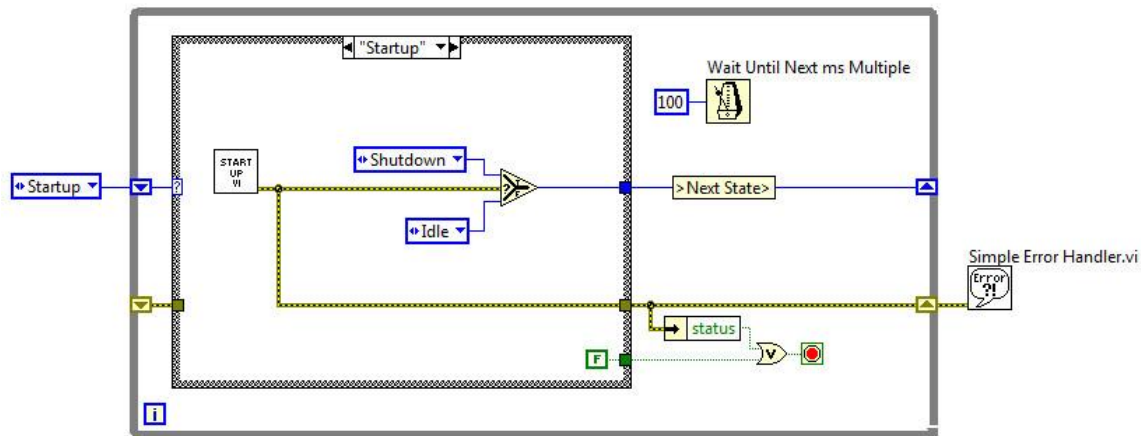 "Startup"
Wait Until Next ms Multiple
100
START
UP
VI
Shutdown
Startup
?
>Next State>
?
T
F
Idle
Simple Error Handler.vi
Error
?!
status
F
V
i